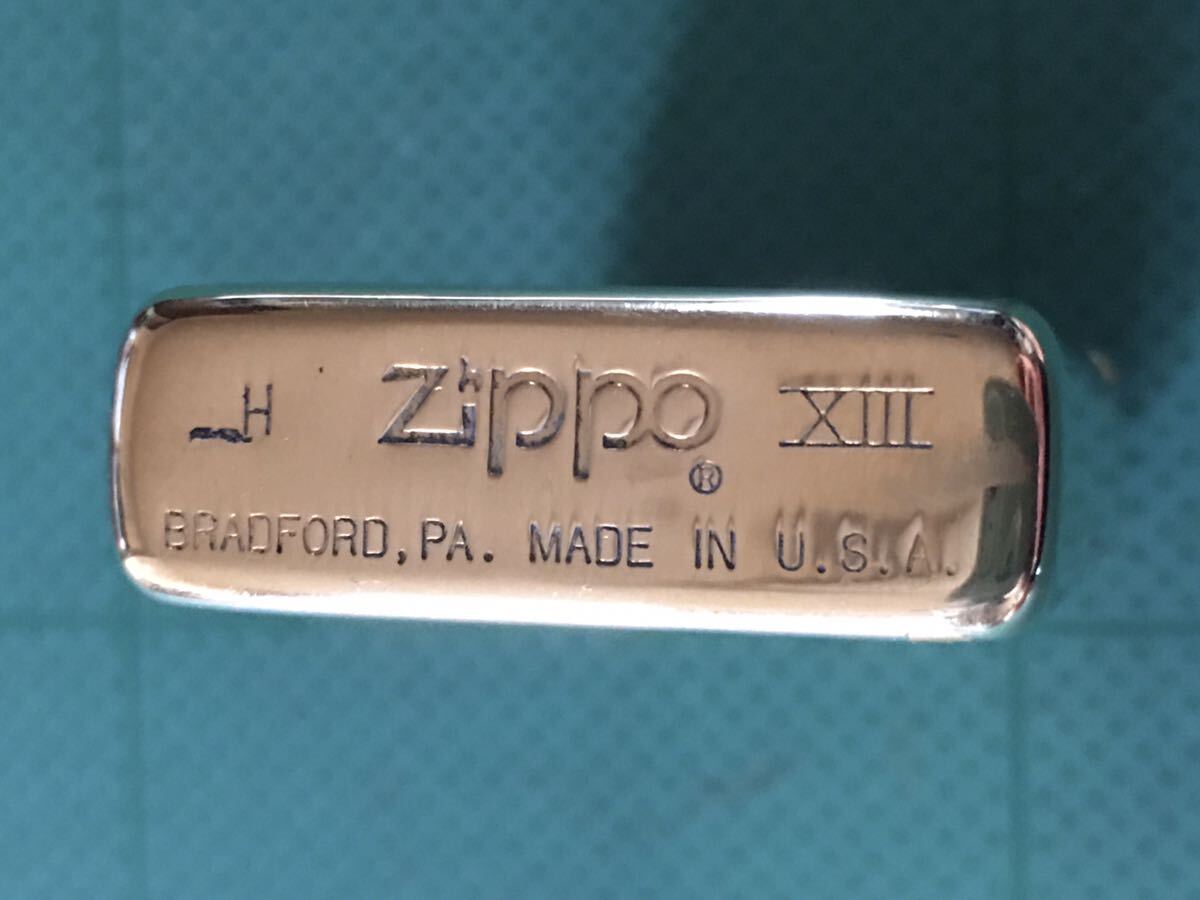 H Zippo® XIII
BRADFORD, PA. MADE IN U.S.A.